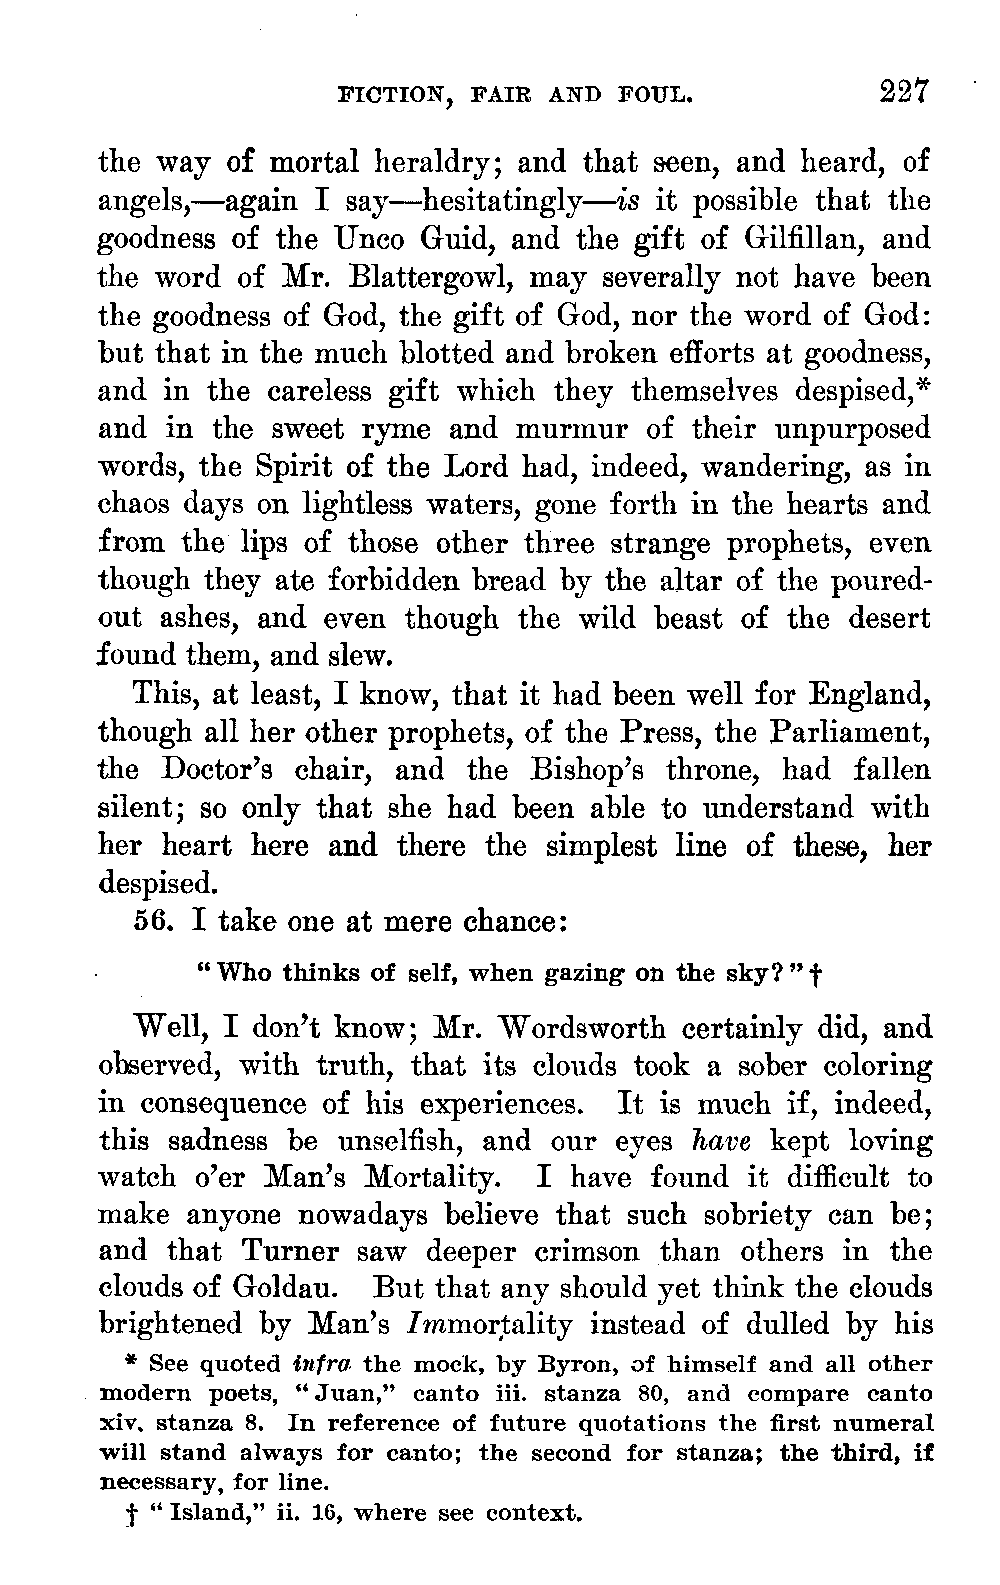 FICTION, FAIR AND FOUL. 227
the way of mortal heraldry; and that seen, and heard, of
angels,—again I say—hesitatingly—is it possible that the
goodness of the Unco Guid, and the gift of Gilfillan, and
the word of Mr. Blattergowl, may severally not have been
the goodness of God, the gift of God, nor the word of God:
but that in the much blotted and broken efforts at goodness,
and in the careless gift which they themselves despised,*
and in the sweet ryme and murmur of their unpurposed
words, the Spirit of the Lord had, indeed, wandering, as in
chaos days on lightless waters, gone forth in the hearts and
from the lips of those other three strange prophets, even
though they ate forbidden bread by the altar of the poured-
out ashes, and even though the wild beast of the desert
found them, and slew.
This, at least, I know, that it had been well for England,
though all her other prophets, of the Press, the Parliament,
the Doctor's chair, and the Bishop's throne, had fallen
silent; so only that she had been able to understand with
her heart here and there the simplest line of these, her
despised.
56. I take one at mere chance:
"Who thinks of self, when gazing on the sky?"†
Well, I don't know; Mr. Wordsworth certainly did, and
observed, with truth, that its clouds took a sober coloring
in consequence of his experiences. It is much if, indeed,
this sadness be unselfish, and our eyes have kept loving
watch o'er Man's Mortality. I have found it difficult to
make anyone nowadays believe that such sobriety can be;
and that Turner saw deeper crimson than others in the
clouds of Goldau. But that any should yet think the clouds
brightened by Man's Immortality instead of dulled by his
* See quoted infra the mock, by Byron, of himself and all other
modern poets, "Juan," canto iii. stanza 80, and compare canto
xiv. stanza 8. In reference of future quotations the first numeral
will stand always for canto; the second for stanza; the third, if
necessary, for line.
† "Island," ii. 16, where see context.